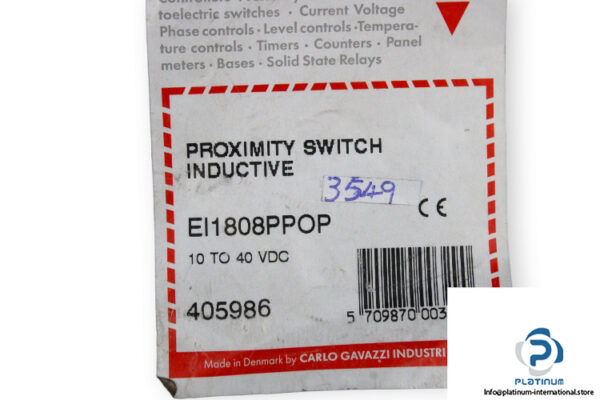 toelectric switches · Current Voltage
Phase controls · Level controls · Tempera-
ture controls · Timers · Counters · Panel
meters · Bases · Solid State Relays
PROXIMITY SWITCH
INDUCTIVE
3549
CE
EI1808PPOP
10 TO 40 VDC
405986
5 709870 003
Made in Denmark by CARLO GAVAZZI INDUSTRI
P
PLATINUM
Info@platinum-international.store